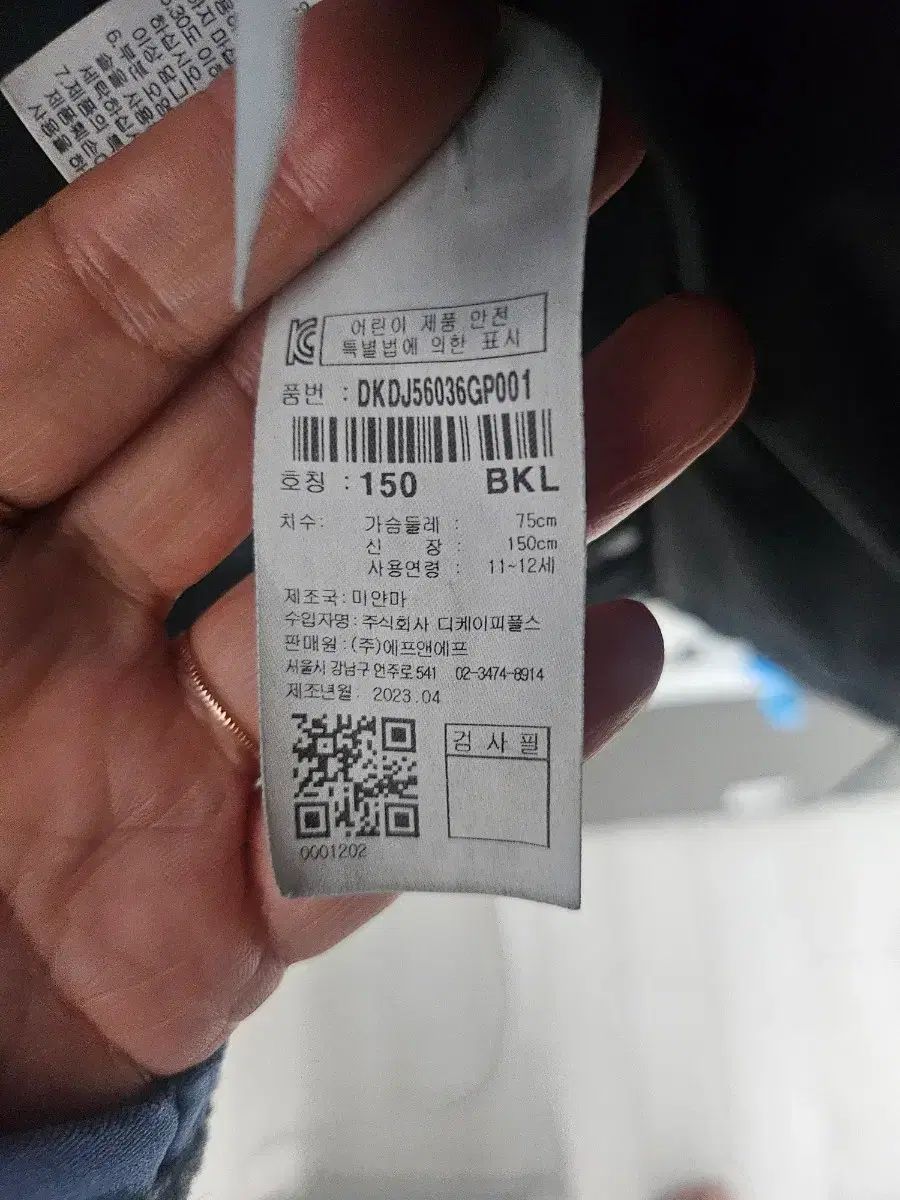 KC
어린이 제품 안전
특별법에 의한 표시
품번 : DKDJ56036GP001
호칭 : 150 BKL
치수: 가슴둘레 : 75cm
신 장 : 150cm
사용연령 : 11~12세
제조국: 미얀마
수입자명: 주식회사 디케이피플스
판매원 : (주)에프앤에프
서울시 강남구 언주로 541 02-3474-8914
제조년월: 2023.04
검 사 필
0001202